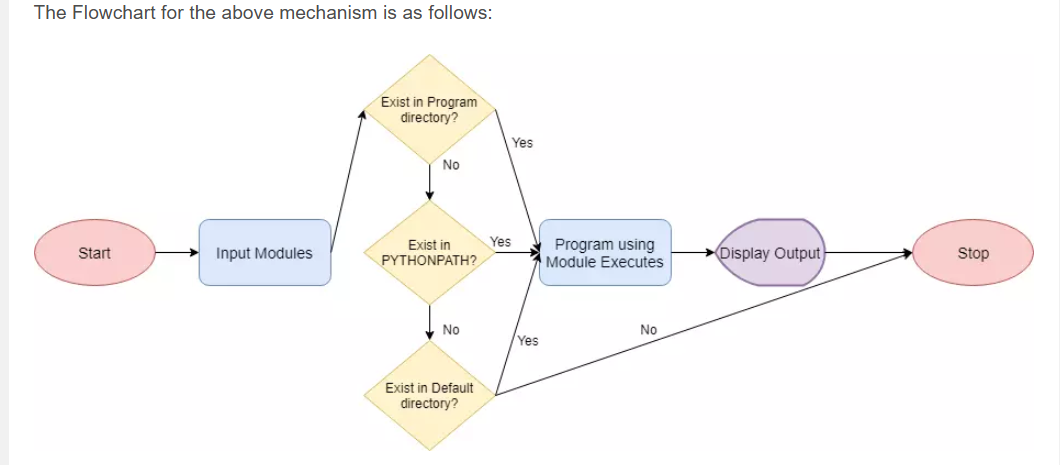 The Flowchart for the above mechanism is as follows:
Exist in Program
directory?
Yes
No
Start
Input Modules
Exist in
PYTHONPATH?
Yes
Program using
Module Executes
Display Output
Stop
No
Yes
No
Exist in Default
directory?